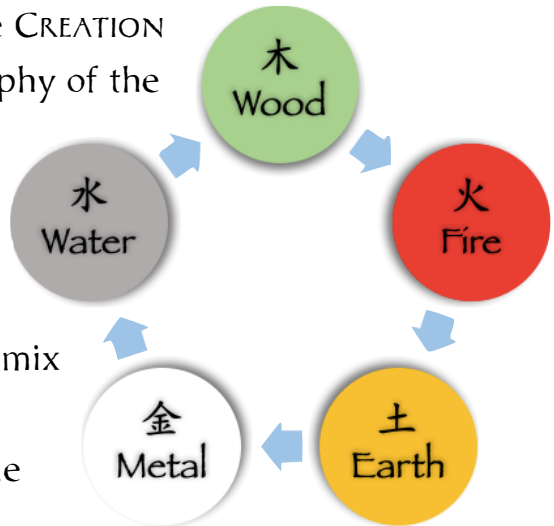 CREATION
phy of the
木
Wood
水
Water
火
Fire
mix
金
Metal
土
Earth